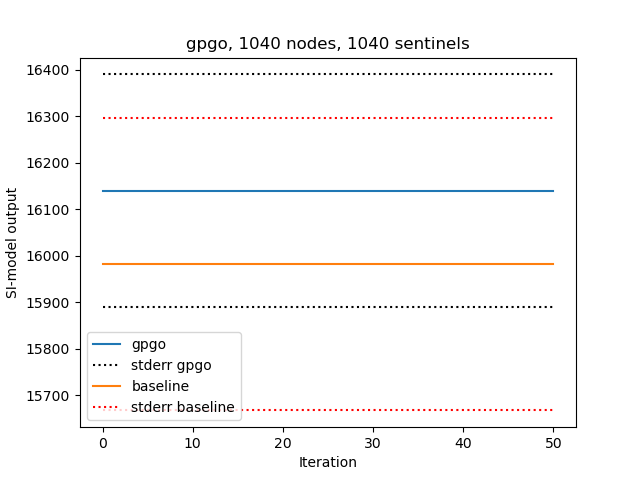 gpgo, 1040 nodes, 1040 sentinels
16400
16300
16200
16100
16000
15900
15800
15700
SI-model output
gpgo
stderr gpgo
baseline
stderr baseline
0 10 20 30 40 50
Iteration